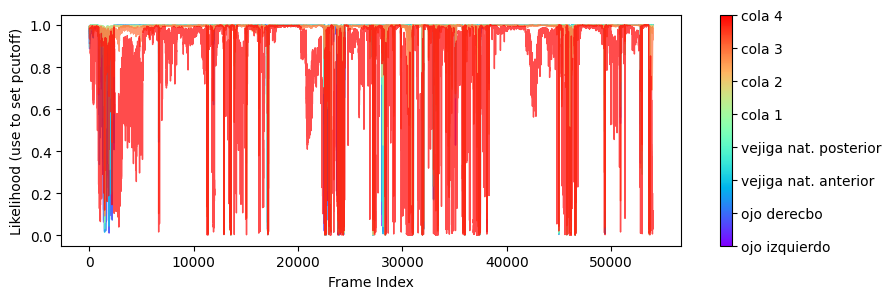 Likelihood (use to set pcutoff)
1.0
0.8
0.6
0.4
0.2
0.0
0
10000
20000
30000
40000
50000
Frame Index
cola 4
cola 3
cola 2
cola 1
vejiga nat. posterior
vejiga nat. anterior
ojo derecbo
ojo izquierdo